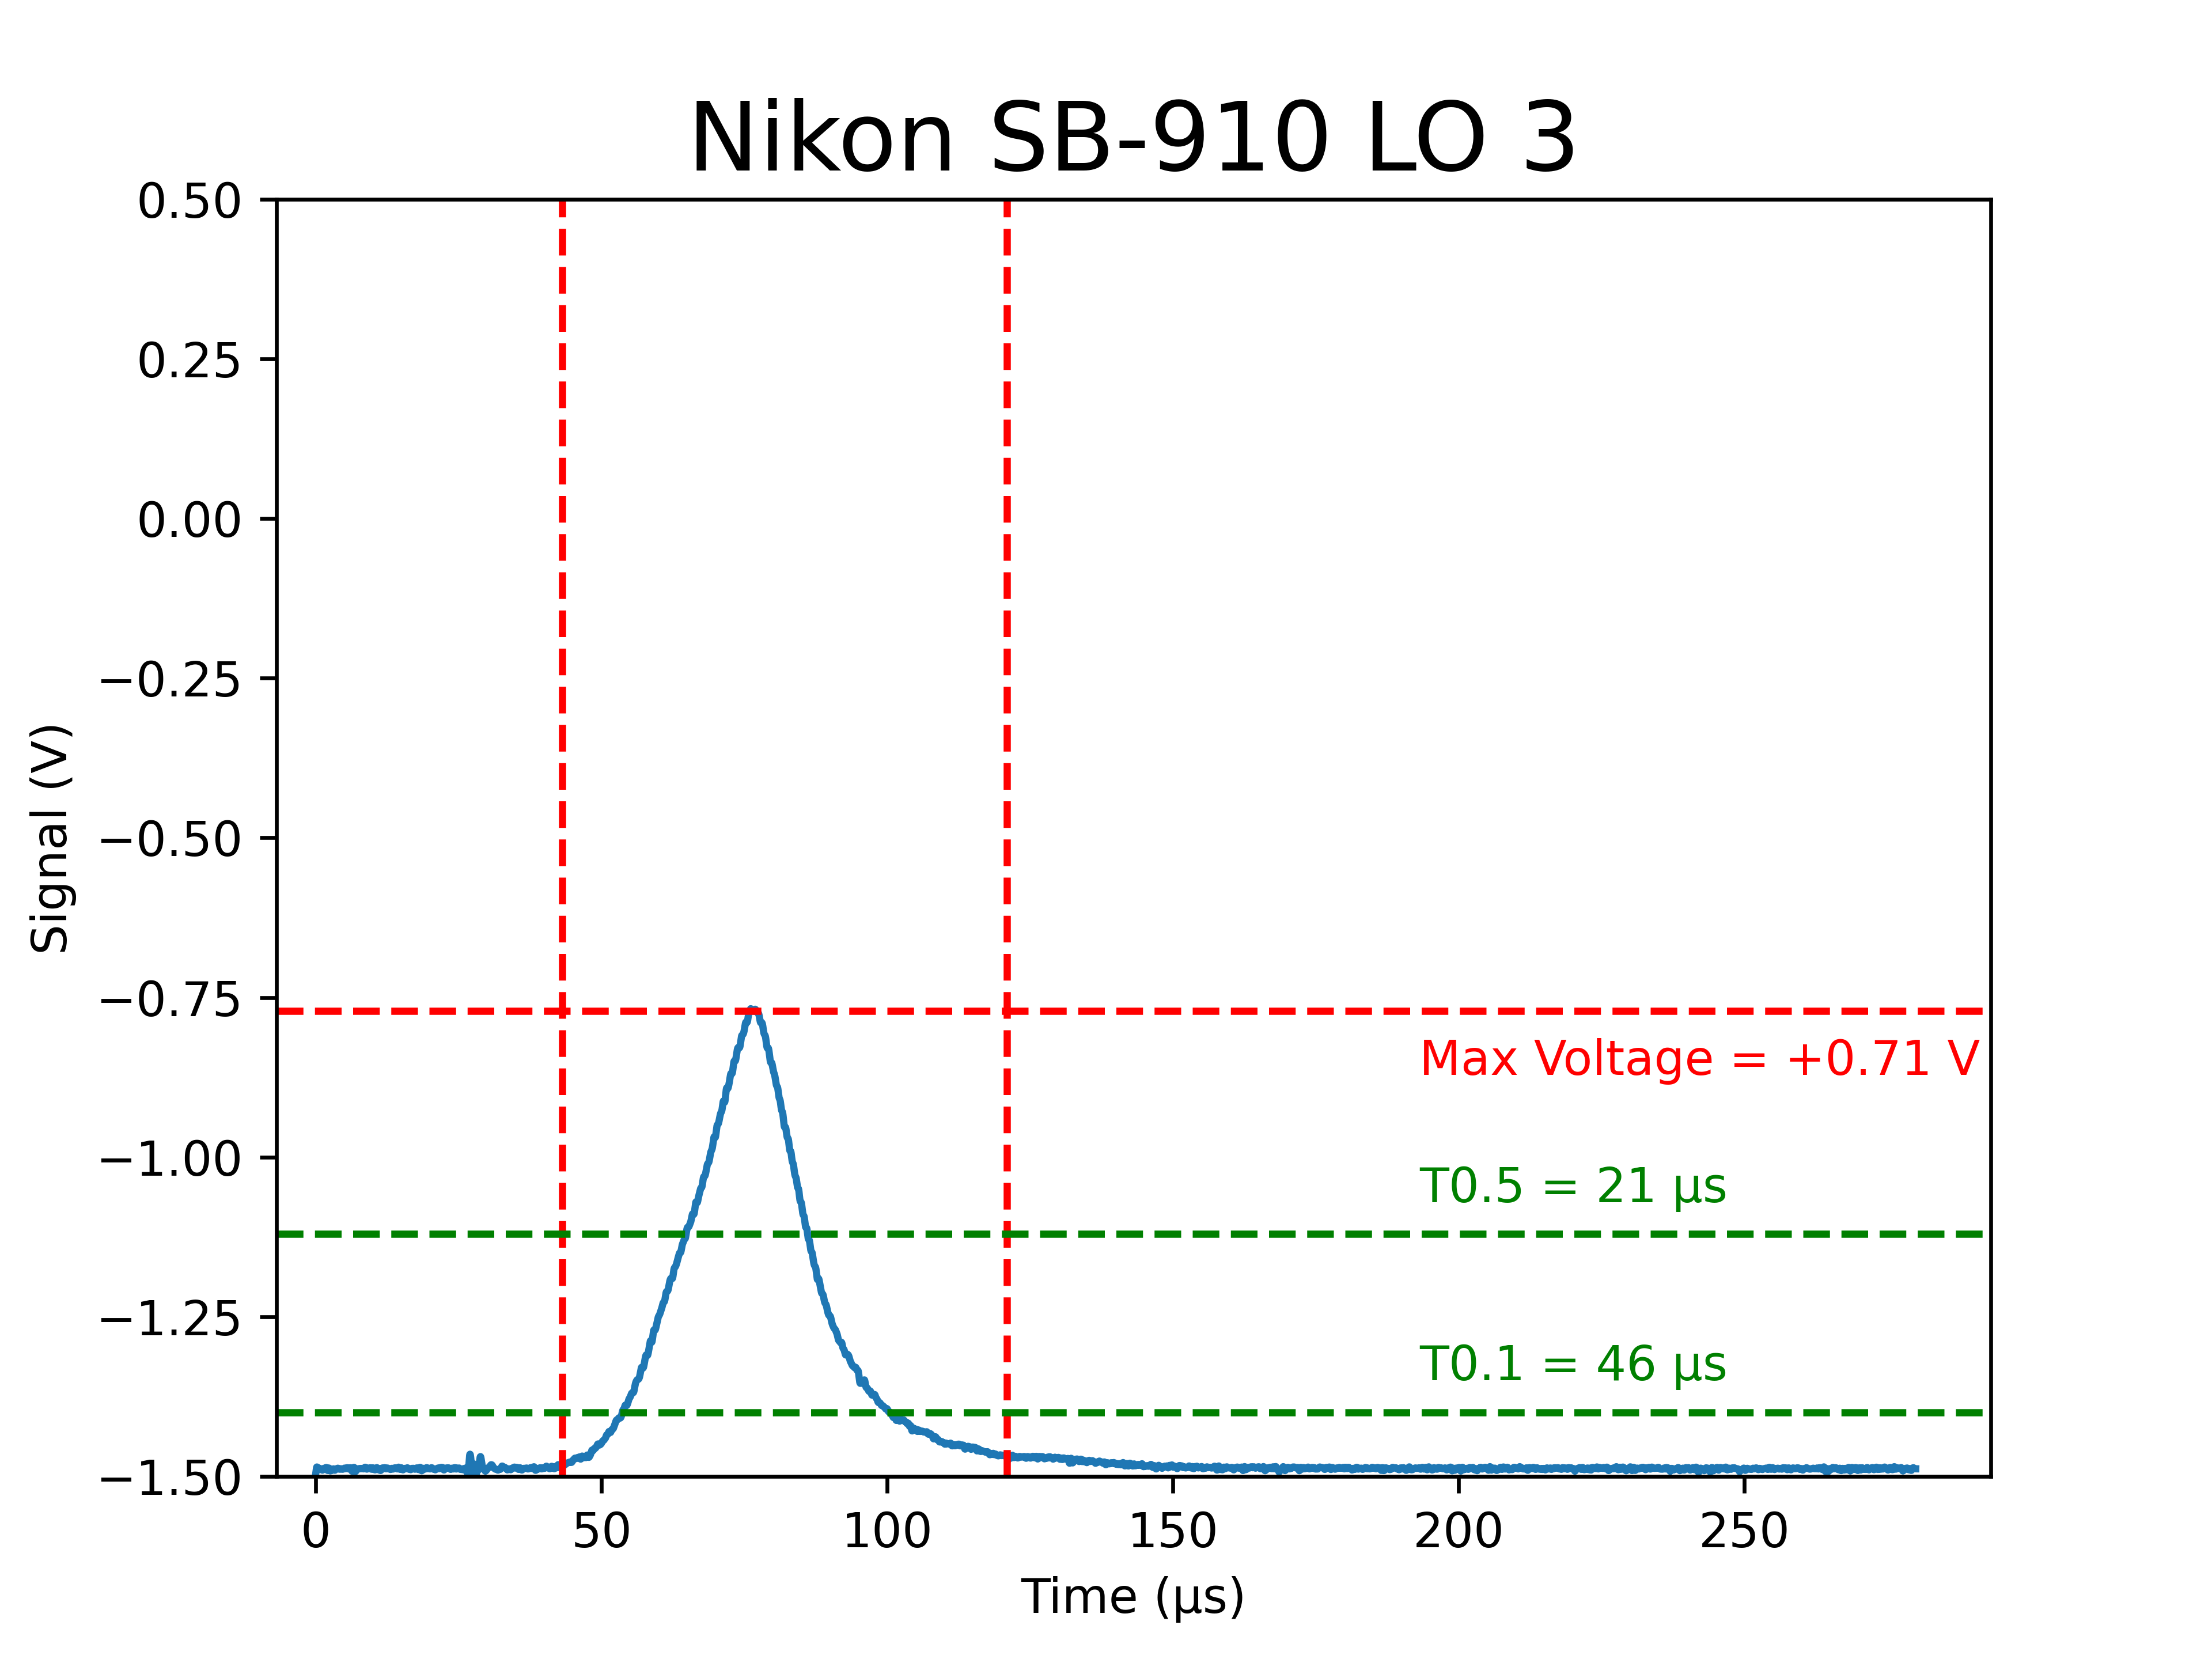 Nikon SB-910 LO 3
0.50
0.25
0.00
−0.25
−0.50
−0.75
−1.00
−1.25
−1.50
Signal (V)
Max Voltage = +0.71 V
T0.5 = 21 µs
T0.1 = 46 µs
0 50 100 150 200 250
Time (µs)